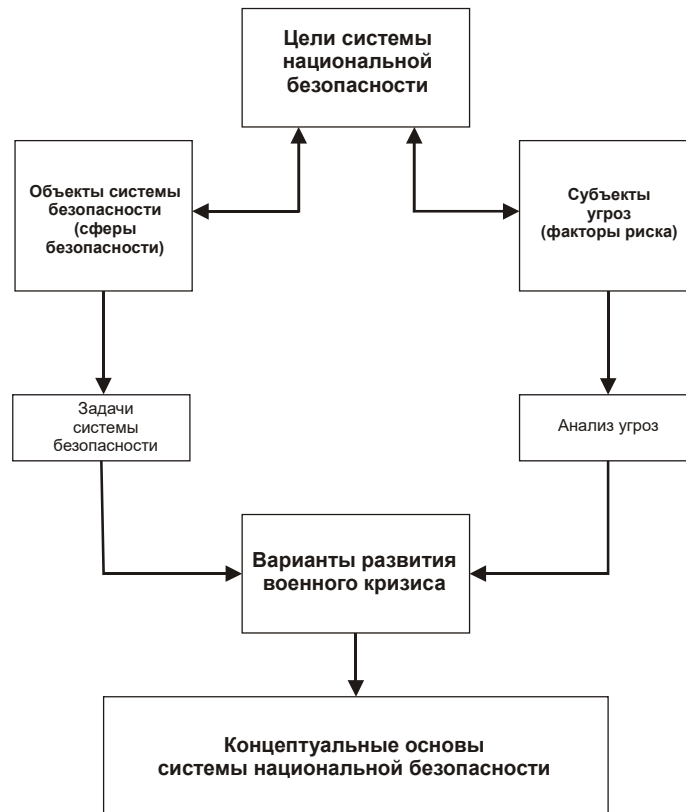 Цели системы
национальной
безопасности
Объекты системы
безопасности
(сферы
безопасности)
Субъекты
угроз
(факторы риска)
Задачи
системы
безопасности
Анализ угроз
Варианты развития
военного кризиса
Концептуальные основы
системы национальной безопасности